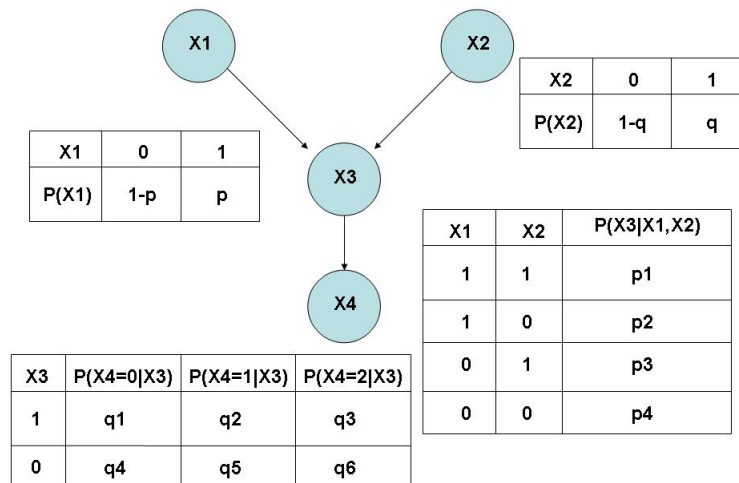 X1
X2
X2 0 1
P(X2) 1-q q
X1 0 1
P(X1) 1-p p
X3
X1 X2 P(X3|X1,X2)
1 1 p1
1 0 p2
0 1 p3
0 0 p4
X4
X3 P(X4=0|X3) P(X4=1|X3) P(X4=2|X3)
1 q1 q2 q3
0 q4 q5 q6